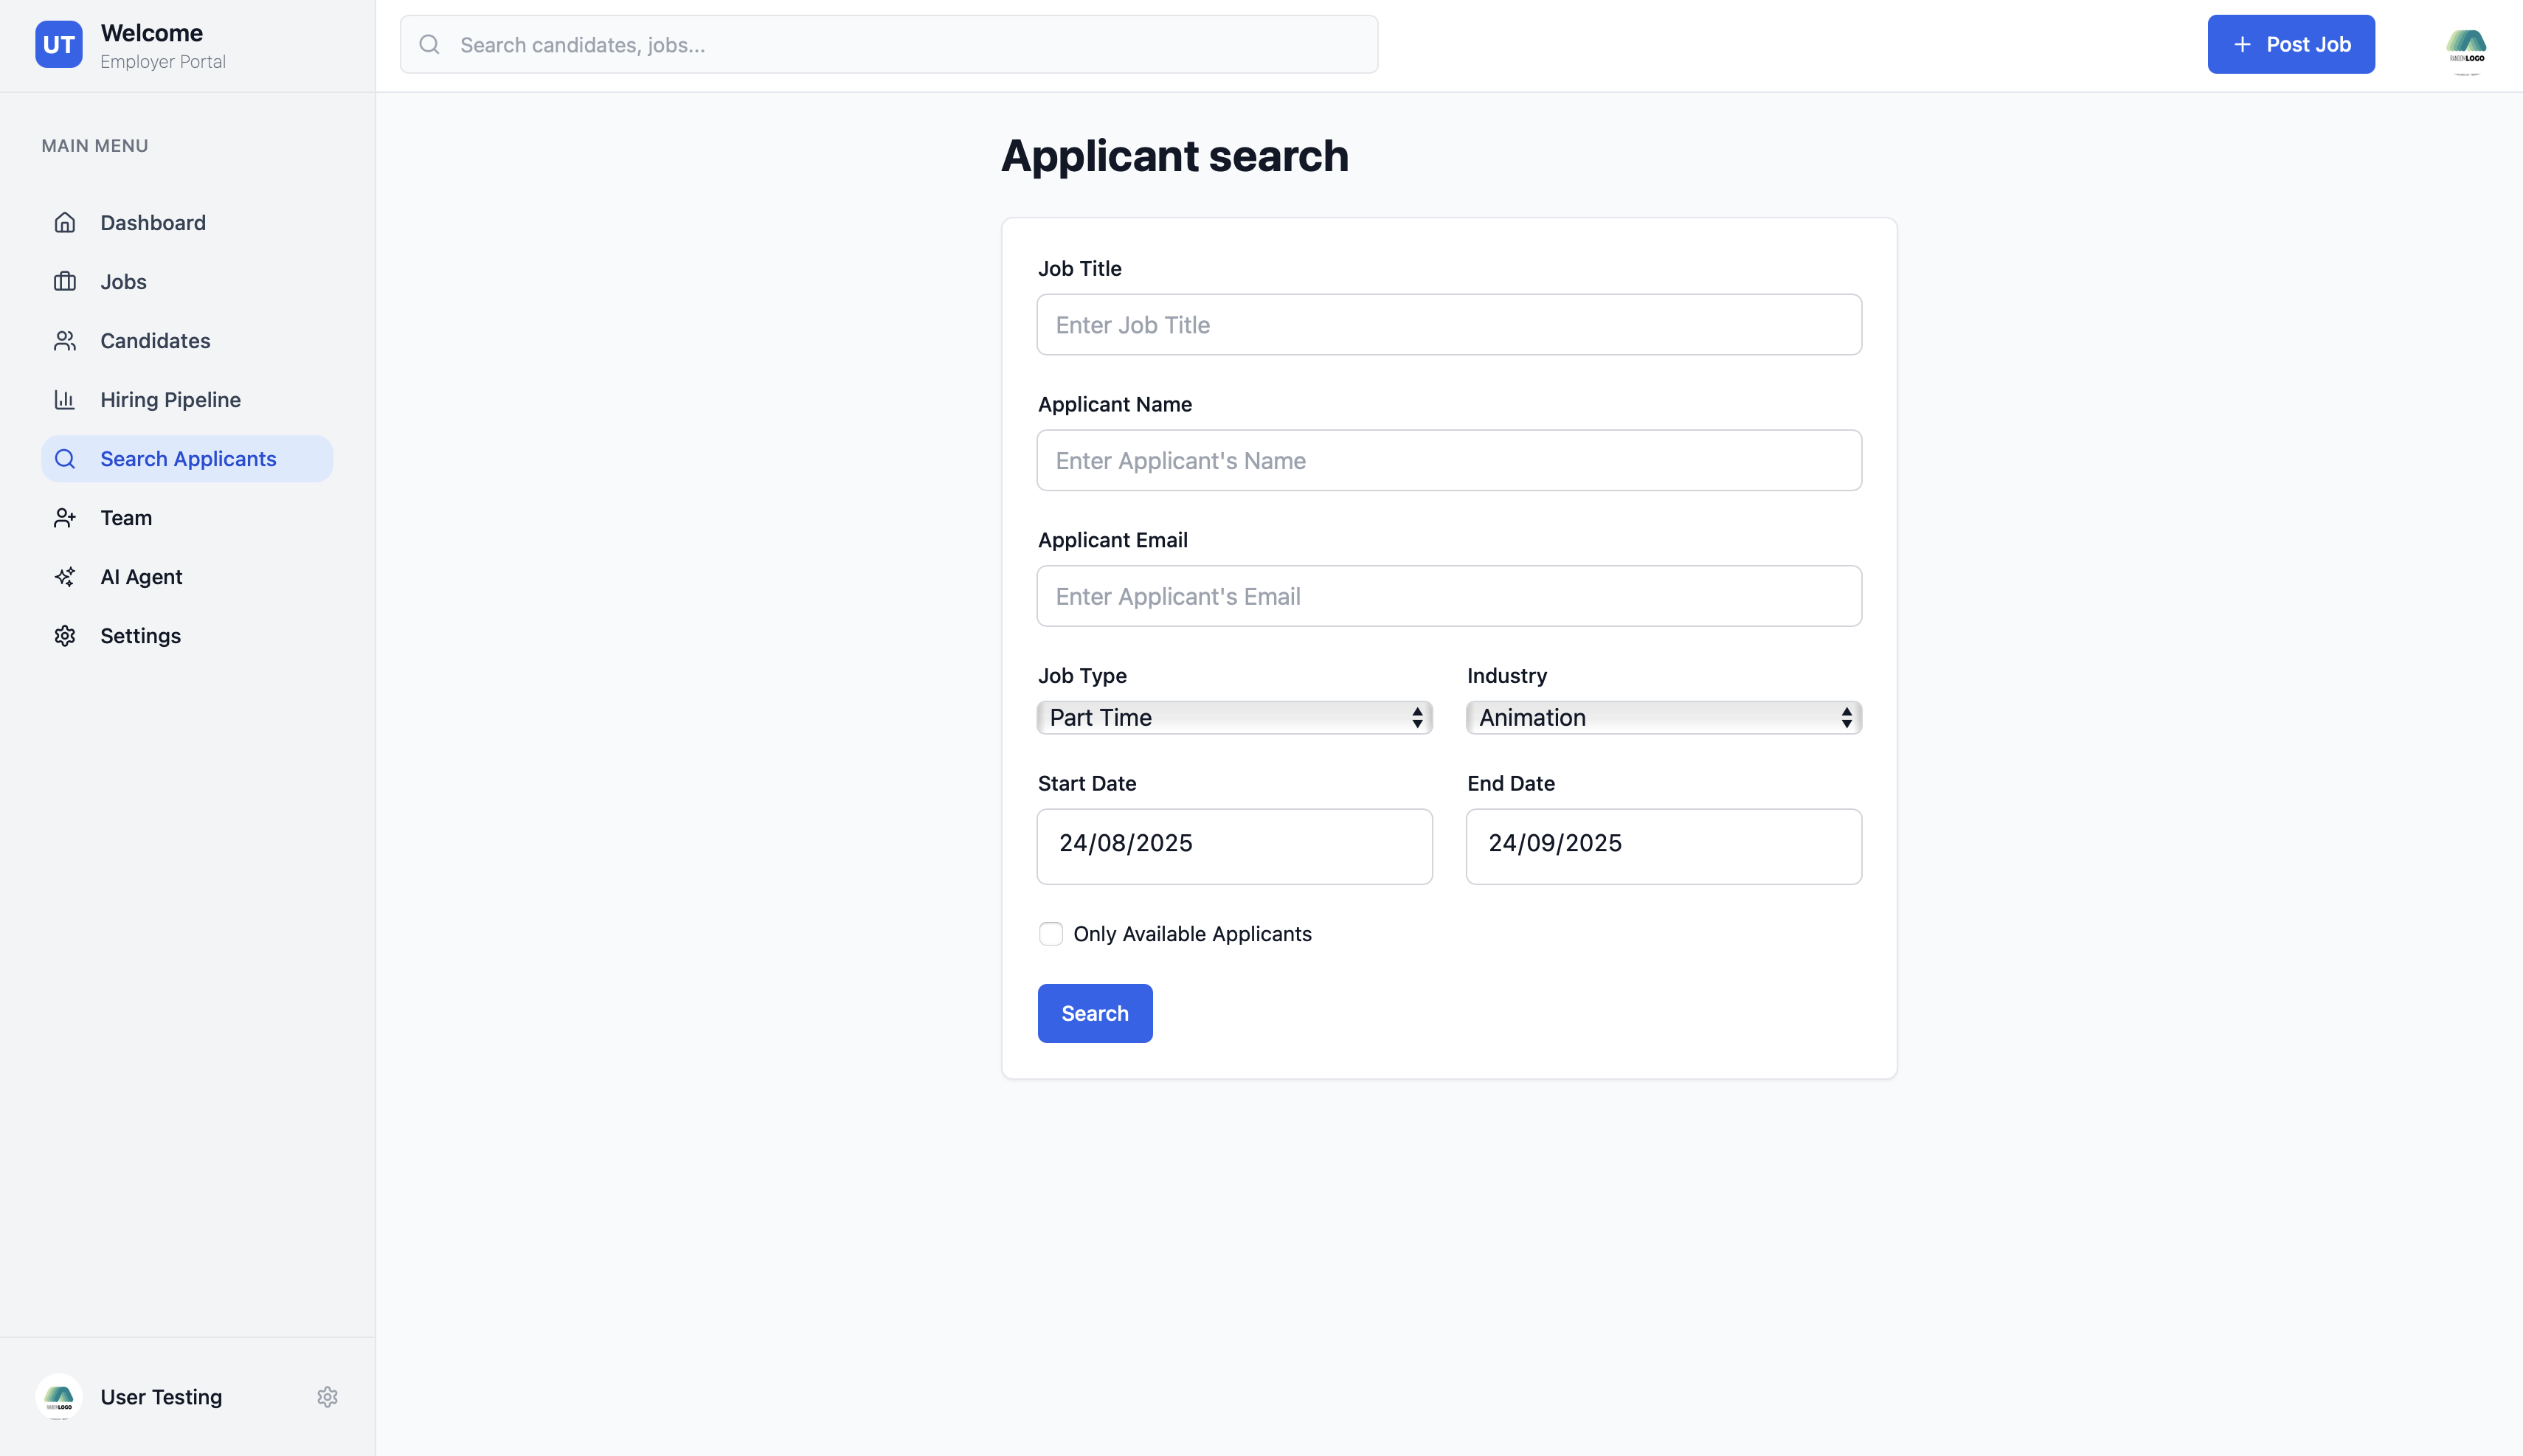 UT
Welcome
Employer Portal
Search candidates, jobs...
Post Job
RANDOMLOGO
MAIN MENU
Dashboard
Jobs
Candidates
Hiring Pipeline
Search Applicants
Team
AI Agent
Settings
Applicant search
Job Title
Enter Job Title
Applicant Name
Enter Applicant's Name
Applicant Email
Enter Applicant's Email
Job Type
Industry
Part Time
Animation
Start Date
End Date
24/08/2025
24/09/2025
Only Available Applicants
Search
RANDOMLOGO
User Testing